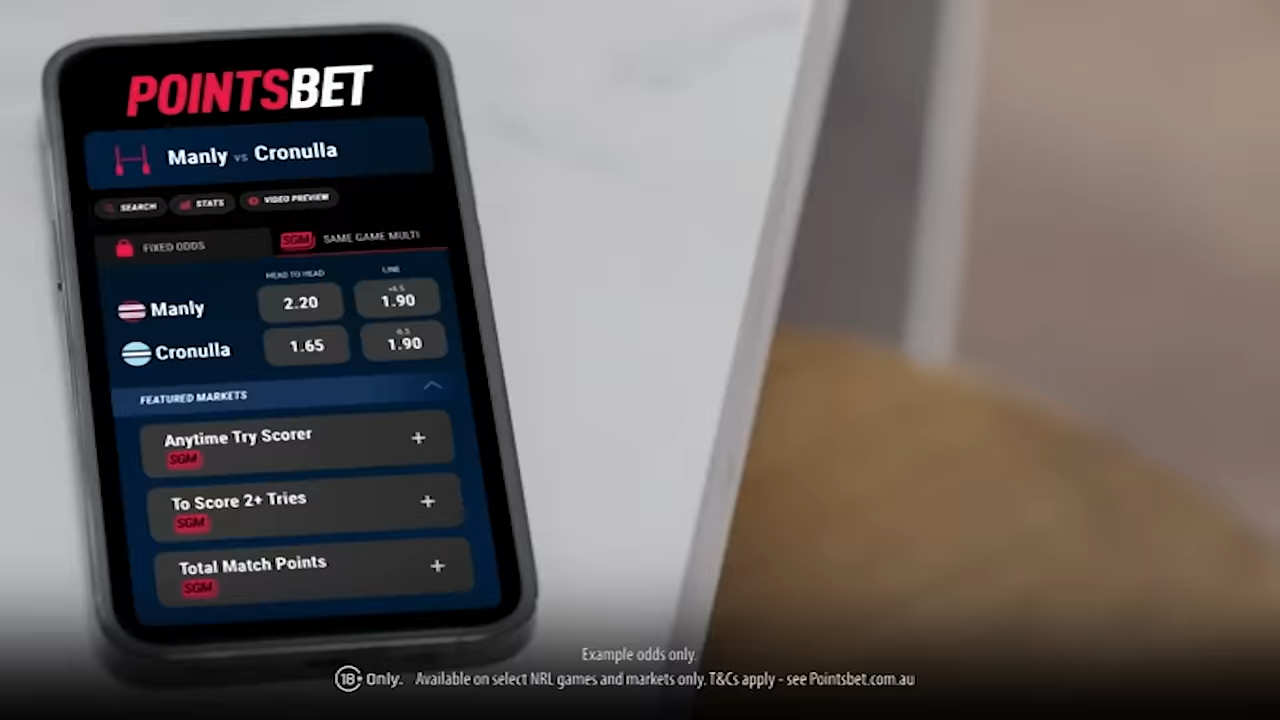 POINTSBET
Manly vs Cronulla
SEARCH STATS VIDEO PREVIEW
FIXED ODDS SGM SAME GAME MULTI
HEAD TO HEAD LINE
Manly 2.20 1.90
Cronulla 1.65 1.90
FEATURED MARKETS
Anytime Try Scorer +
SGM
To Score 2+ Tries +
SGM
Total Match Points +
SGM
Example odds only.
18+ Only. Available on select NRL games and markets only. T&Cs apply - see Pointsbet.com.au